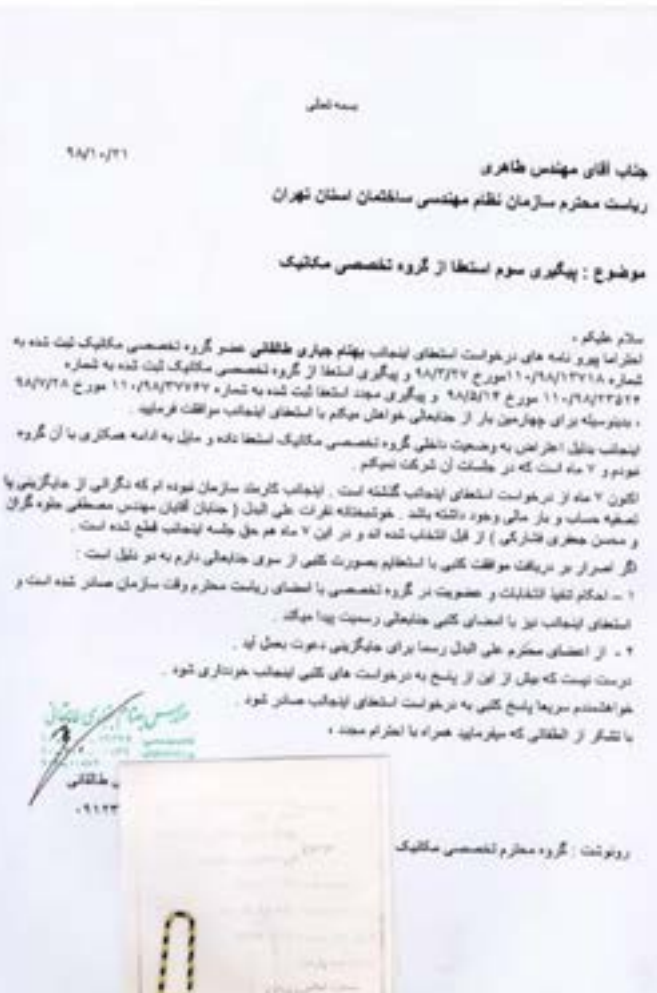 بسمه تعالی
۹۸/۱۰/۲۱
جناب آقای مهندس طاهری
ریاست محترم سازمان نظام مهندسی ساختمان استان تهران
موضوع : پیگیری سوم استعفا از گروه تخصصی مکانیک
سلام علیکم ،
احتراما پیرو نامه های درخواست استعفای اینجانب بهنام جباری طالقانی عضو گروه تخصصی مکانیک ثبت شده به
شماره ۱۱۰/۹۸/۱۳۷۱۸ مورخ ۹۸/۳/۲۷ و پیگیری استعفا از گروه تخصصی مکانیک ثبت شده به شماره
۱۱۰/۹۸/۲۳۵۲۴ مورخ ۹۸/۵/۱۳ و پیگیری مجدد استعفا ثبت شده به شماره ۱۱۰/۹۸/۳۷۷۴۷ مورخ ۹۸/۷/۲۸
، بدینوسیله برای چهارمین بار از جنابعالی خواهش میکنم با استعفای اینجانب موافقت فرمایید .
اینجانب بدلیل اعتراض به وضعیت داخلی گروه تخصصی مکانیک استعفا داده و مایل به ادامه همکاری با آن گروه
نبودم و ۷ ماه است که در جلسات آن شرکت نمیکنم .
اکنون ۷ ماه از درخواست استعفای اینجانب گذشته است . اینجانب کارمند سازمان نبوده ام که نگرانی از جایگزینی یا
تصفیه حساب و بار مالی وجود داشته باشد . خوشبختانه نفرات علی البدل ( جنابان آقایان مهندس مصطفی جلوه گران
و محسن جعفری فشارکی ) از قبل انتخاب شده اند و در این ۷ ماه هم حق جلسه اینجانب قطع شده است .
اگر اصرار بر دریافت موافقت کتبی با استعفایم بصورت کتبی از سوی جنابعالی دارم به دو دلیل است :
۱ – احکام تنفیذ انتخابات و عضویت در گروه تخصصی با امضای ریاست محترم وقت سازمان صادر شده است و
استعفای اینجانب نیز با امضای کتبی جنابعالی رسمیت پیدا میکند .
۲ - از اعضای محترم علی البدل رسما برای جایگزینی دعوت بعمل آید .
درست نیست که بیش از این از پاسخ به درخواست های کتبی اینجانب خودداری شود .
خواهشمندم سریعا پاسخ کتبی به درخواست استعفای اینجانب صادر شود .
با تشکر از الطفاتی که میفرمایید همراه با احترام مجدد ،
طالقانی
۰۹۱۲۳
رونوشت : گروه محترم تخصصی مکانیک